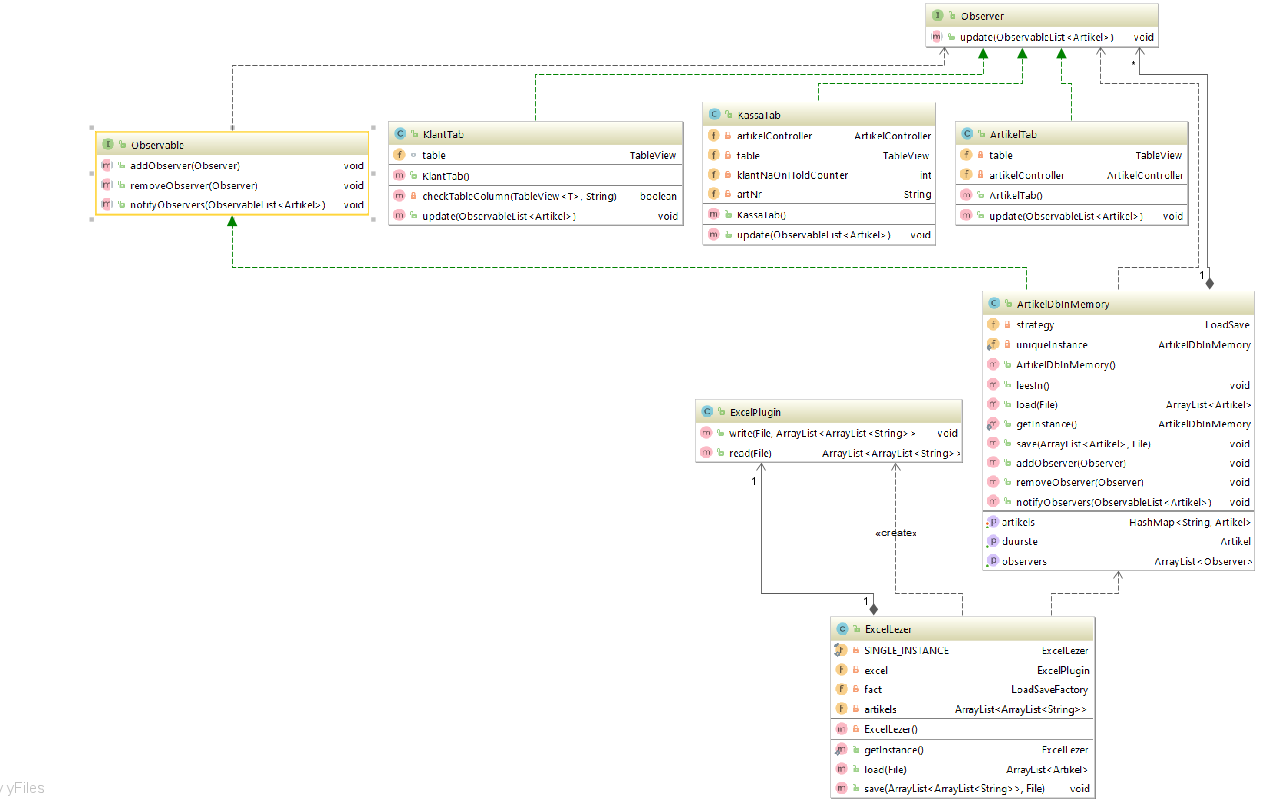 Observer
update(ObservableList<Artikel>) void
*
Observable
addObserver(Observer) void
removeObserver(Observer) void
notifyObservers(ObservableList<Artikel>) void
KlantTab
table TableView
KlantTab()
checkTableColumn(TableView<T>, String) boolean
update(ObservableList<Artikel>) void
KassaTab
artikelController ArtikelController
table TableView
klantNaOnHoldCounter int
artNr String
KassaTab()
update(ObservableList<Artikel>) void
ArtikelTab
table TableView
artikelController ArtikelController
ArtikelTab()
update(ObservableList<Artikel>) void
1
ArtikelDbInMemory
strategy LoadSave
uniqueInstance ArtikelDbInMemory
ArtikelDbInMemory()
leesIn() void
load(File) ArrayList<Artikel>
getInstance() ArtikelDbInMemory
save(ArrayList<Artikel>, File) void
addObserver(Observer) void
removeObserver(Observer) void
notifyObservers(ObservableList<Artikel>) void
artikels HashMap<String, Artikel>
duurste Artikel
observers ArrayList<Observer>
ExcelPlugin
write(File, ArrayList<ArrayList<String>>) void
read(File) ArrayList<ArrayList<String>>
1
«create»
1
ExcelLezer
SINGLE_INSTANCE ExcelLezer
excel ExcelPlugin
fact LoadSaveFactory
artikels ArrayList<ArrayList<String>>
ExcelLezer()
getInstance() ExcelLezer
load(File) ArrayList<Artikel>
save(ArrayList<ArrayList<String>>, File) void
yFiles